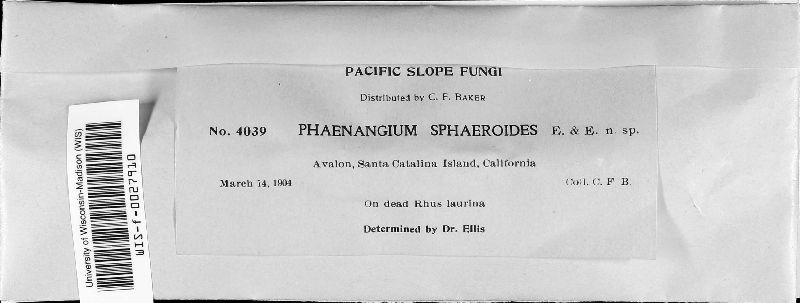 PACIFIC SLOPE FUNGI
Distributed by C. F. BAKER
No. 4039 PHAENANGIUM SPHAEROIDES E. & E. n. sp.
Avalon, Santa Catalina Island, California
March 14, 1904 Coll. C. F. B.
On dead Rhus laurina
Determined by Dr. Ellis
University of Wisconsin-Madison (WIS)
WIS-f-0027910